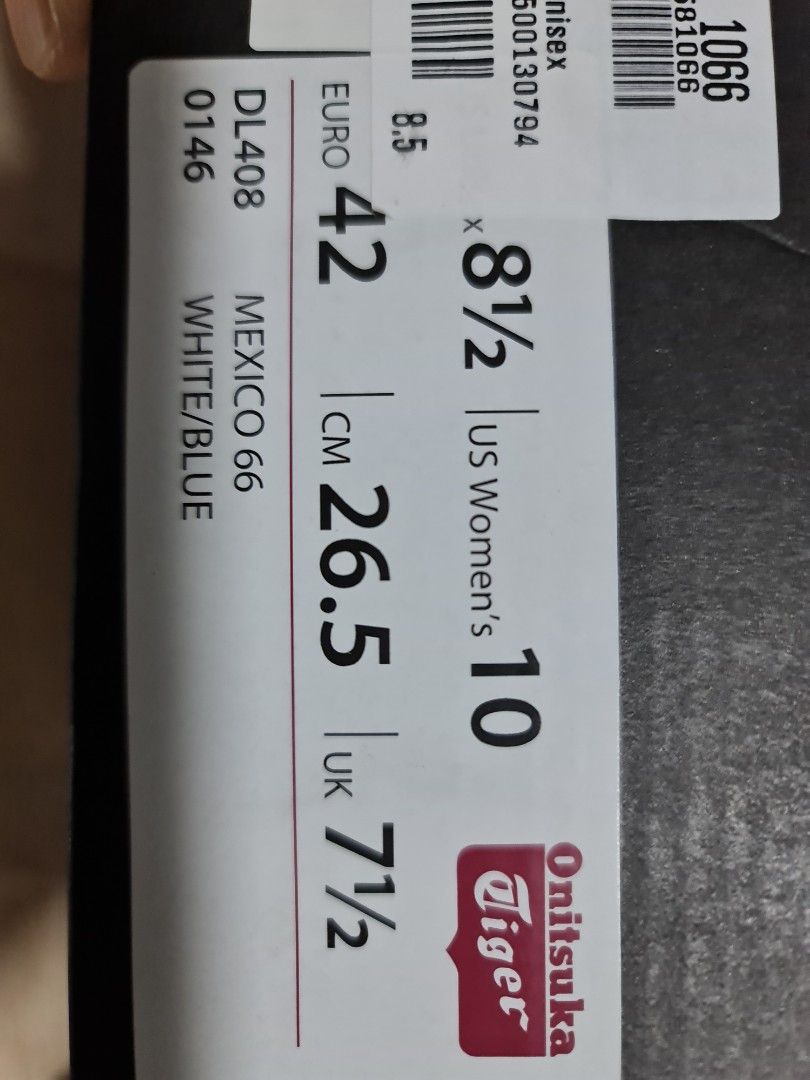 1066
581066
nisex
500130794
8.5
x 8½ | US Women's 10
Onitsuka
Tiger
EURO 42 | CM 26.5 | UK 7½
DL408 MEXICO 66
0146 WHITE/BLUE